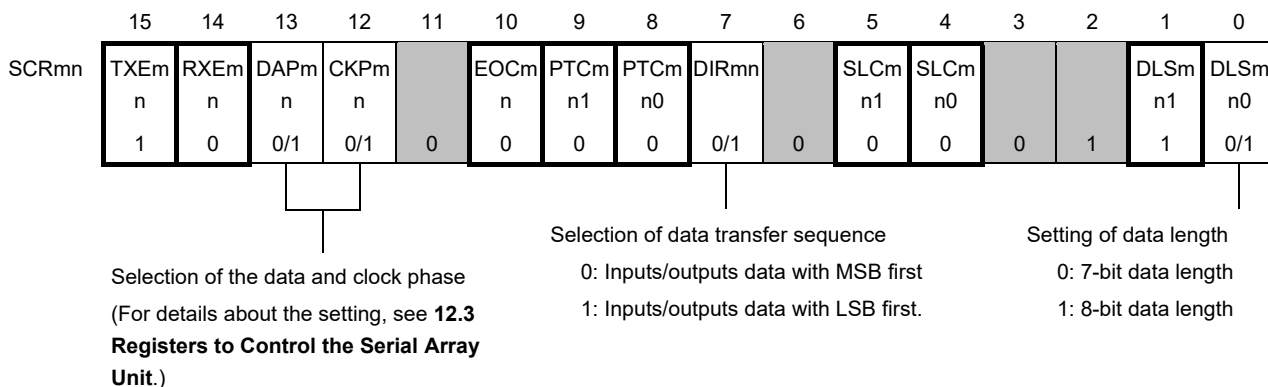 15 14 13 12 11 10 9 8 7 6 5 4 3 2 1 0
SCRmn TXEm RXEm DAPm CKPm EOCm PTCm PTCm DIRmn SLCm SLCm DLSm DLSm
n n n n n n1 n0 n1 n0 n1 n0
1 0 0/1 0/1 0 0 0 0 0/1 0 0 0 0 1 1 0/1
Selection of the data and clock phase
(For details about the setting, see 12.3
Registers to Control the Serial Array
Unit.)
Selection of data transfer sequence
0: Inputs/outputs data with MSB first
1: Inputs/outputs data with LSB first.
Setting of data length
0: 7-bit data length
1: 8-bit data length